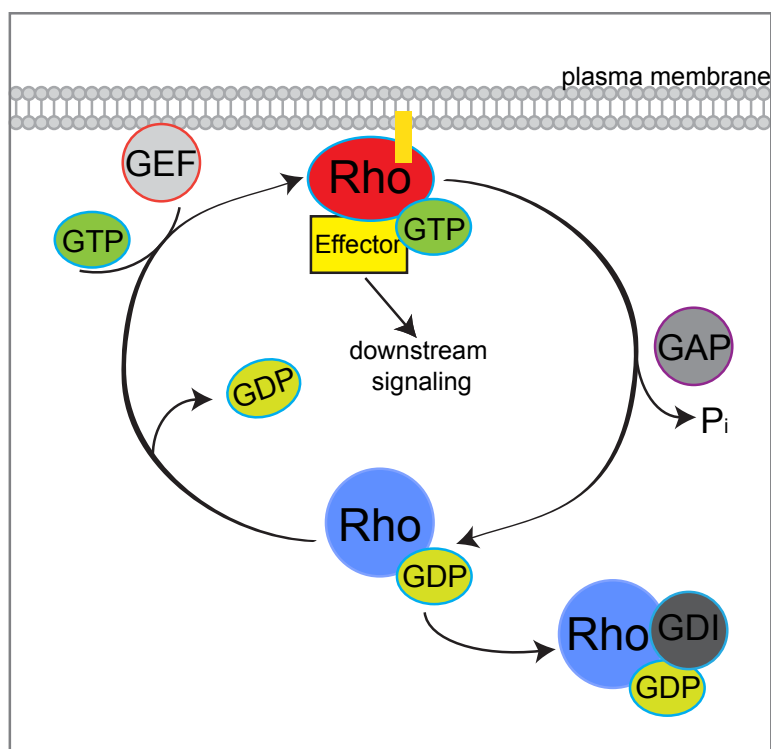 plasma membrane
GEF
Rho
GTP
GTP
Effector
GAP
downstream
signaling
GDP
Pi
Rho
GDP
Rho
GDI
GDP